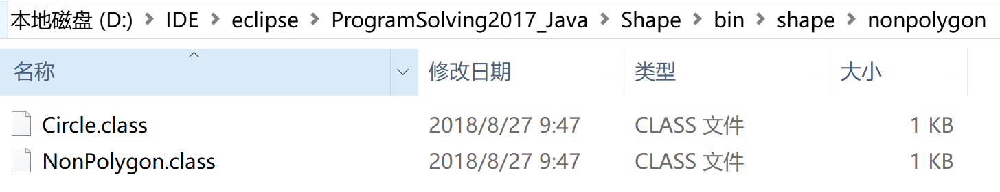 本地磁盘 (D:) > IDE > eclipse > ProgramSolving2017_Java > Shape > bin > shape > nonpolygon
名称 修改日期 类型 大小
Circle.class 2018/8/27 9:47 CLASS 文件 1 KB
NonPolygon.class 2018/8/27 9:47 CLASS 文件 1 KB